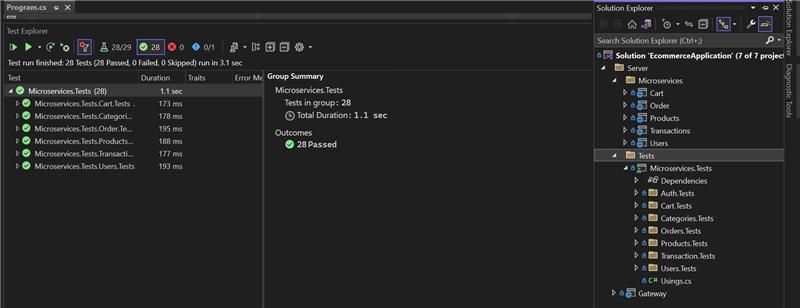 Program.cs
Test Explorer
28/29 28 0 0/1
Test run finished: 28 Tests (28 Passed, 0 Failed, 0 Skipped) run in 3.1 sec
Test Duration Traits Error Me
Microservices.Tests (28) 1.1 sec
Microservices.Tests.Cart.Tests . 173 ms
Microservices.Tests.Categori... 178 ms
Microservices.Tests.Order.Te... 195 ms
Microservices.Tests.Products... 188 ms
Microservices.Tests.Transacti... 177 ms
Microservices.Tests.Users.Tests 193 ms
Group Summary
Microservices.Tests
Tests in group: 28
Total Duration: 1.1 sec
Outcomes
28 Passed
Solution Explorer
Search Solution Explorer (Ctrl+;)
Solution 'EcommerceApplication' (7 of 7 project
Server
Microservices
Cart
Order
Products
Transactions
Users
Tests
Microservices.Tests
Dependencies
Auth.Tests
Cart.Tests
Categories.Tests
Orders.Tests
Products.Tests
Transaction.Tests
Users.Tests
C# Usings.cs
Gateway
Solution Explorer
Diagnostic Tools